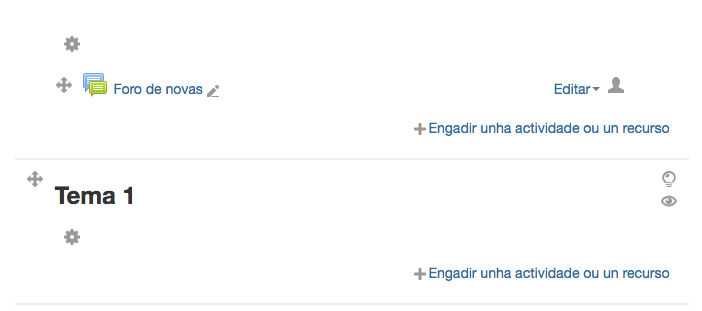 Foro de novas
Editar
Engadir unha actividade ou un recurso
Tema 1
Engadir unha actividade ou un recurso